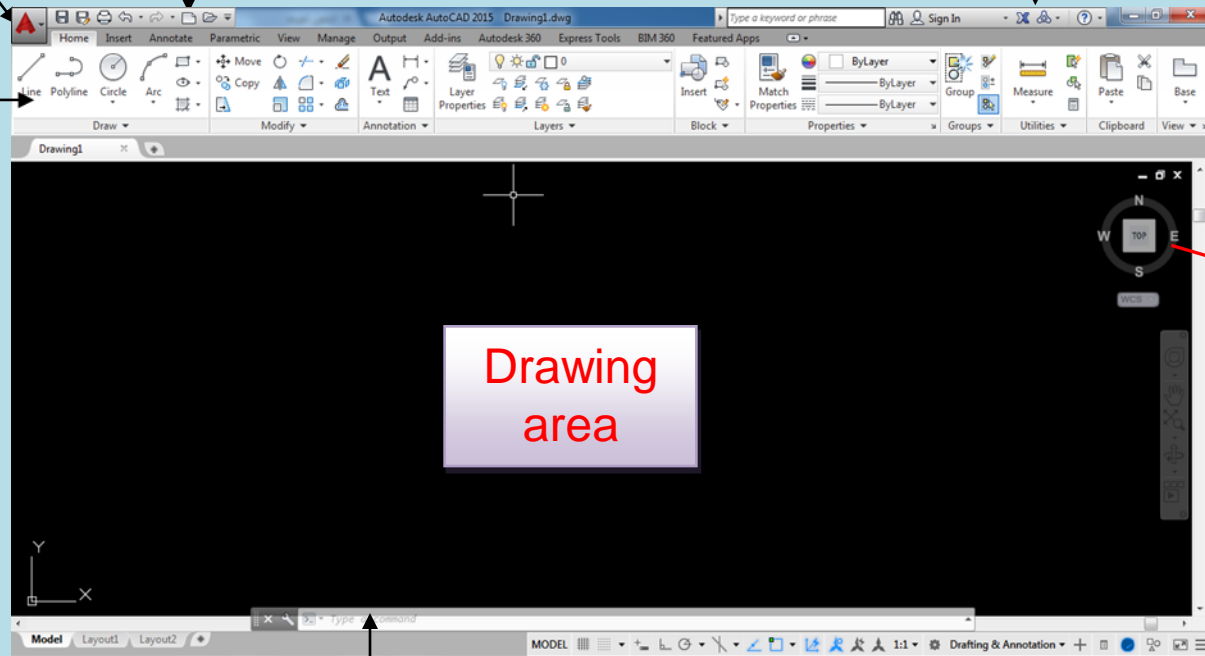 Autodesk AutoCAD 2015 Drawing1.dwg Type a keyword or phrase Sign In
Home Insert Annotate Parametric View Manage Output Add-ins Autodesk 360 Express Tools BIM 360 Featured Apps
Line Polyline Circle Arc Move Copy Text Layer Properties 0 Insert Match Properties ByLayer ByLayer ByLayer Group Measure Paste Base
Draw Modify Annotation Layers Block Properties Groups Utilities Clipboard View
Drawing1
N
W TOP E
S
WCS
Drawing
area
Y
X
Type a command
Model Layout1 Layout2 MODEL 1:1 Drafting & Annotation